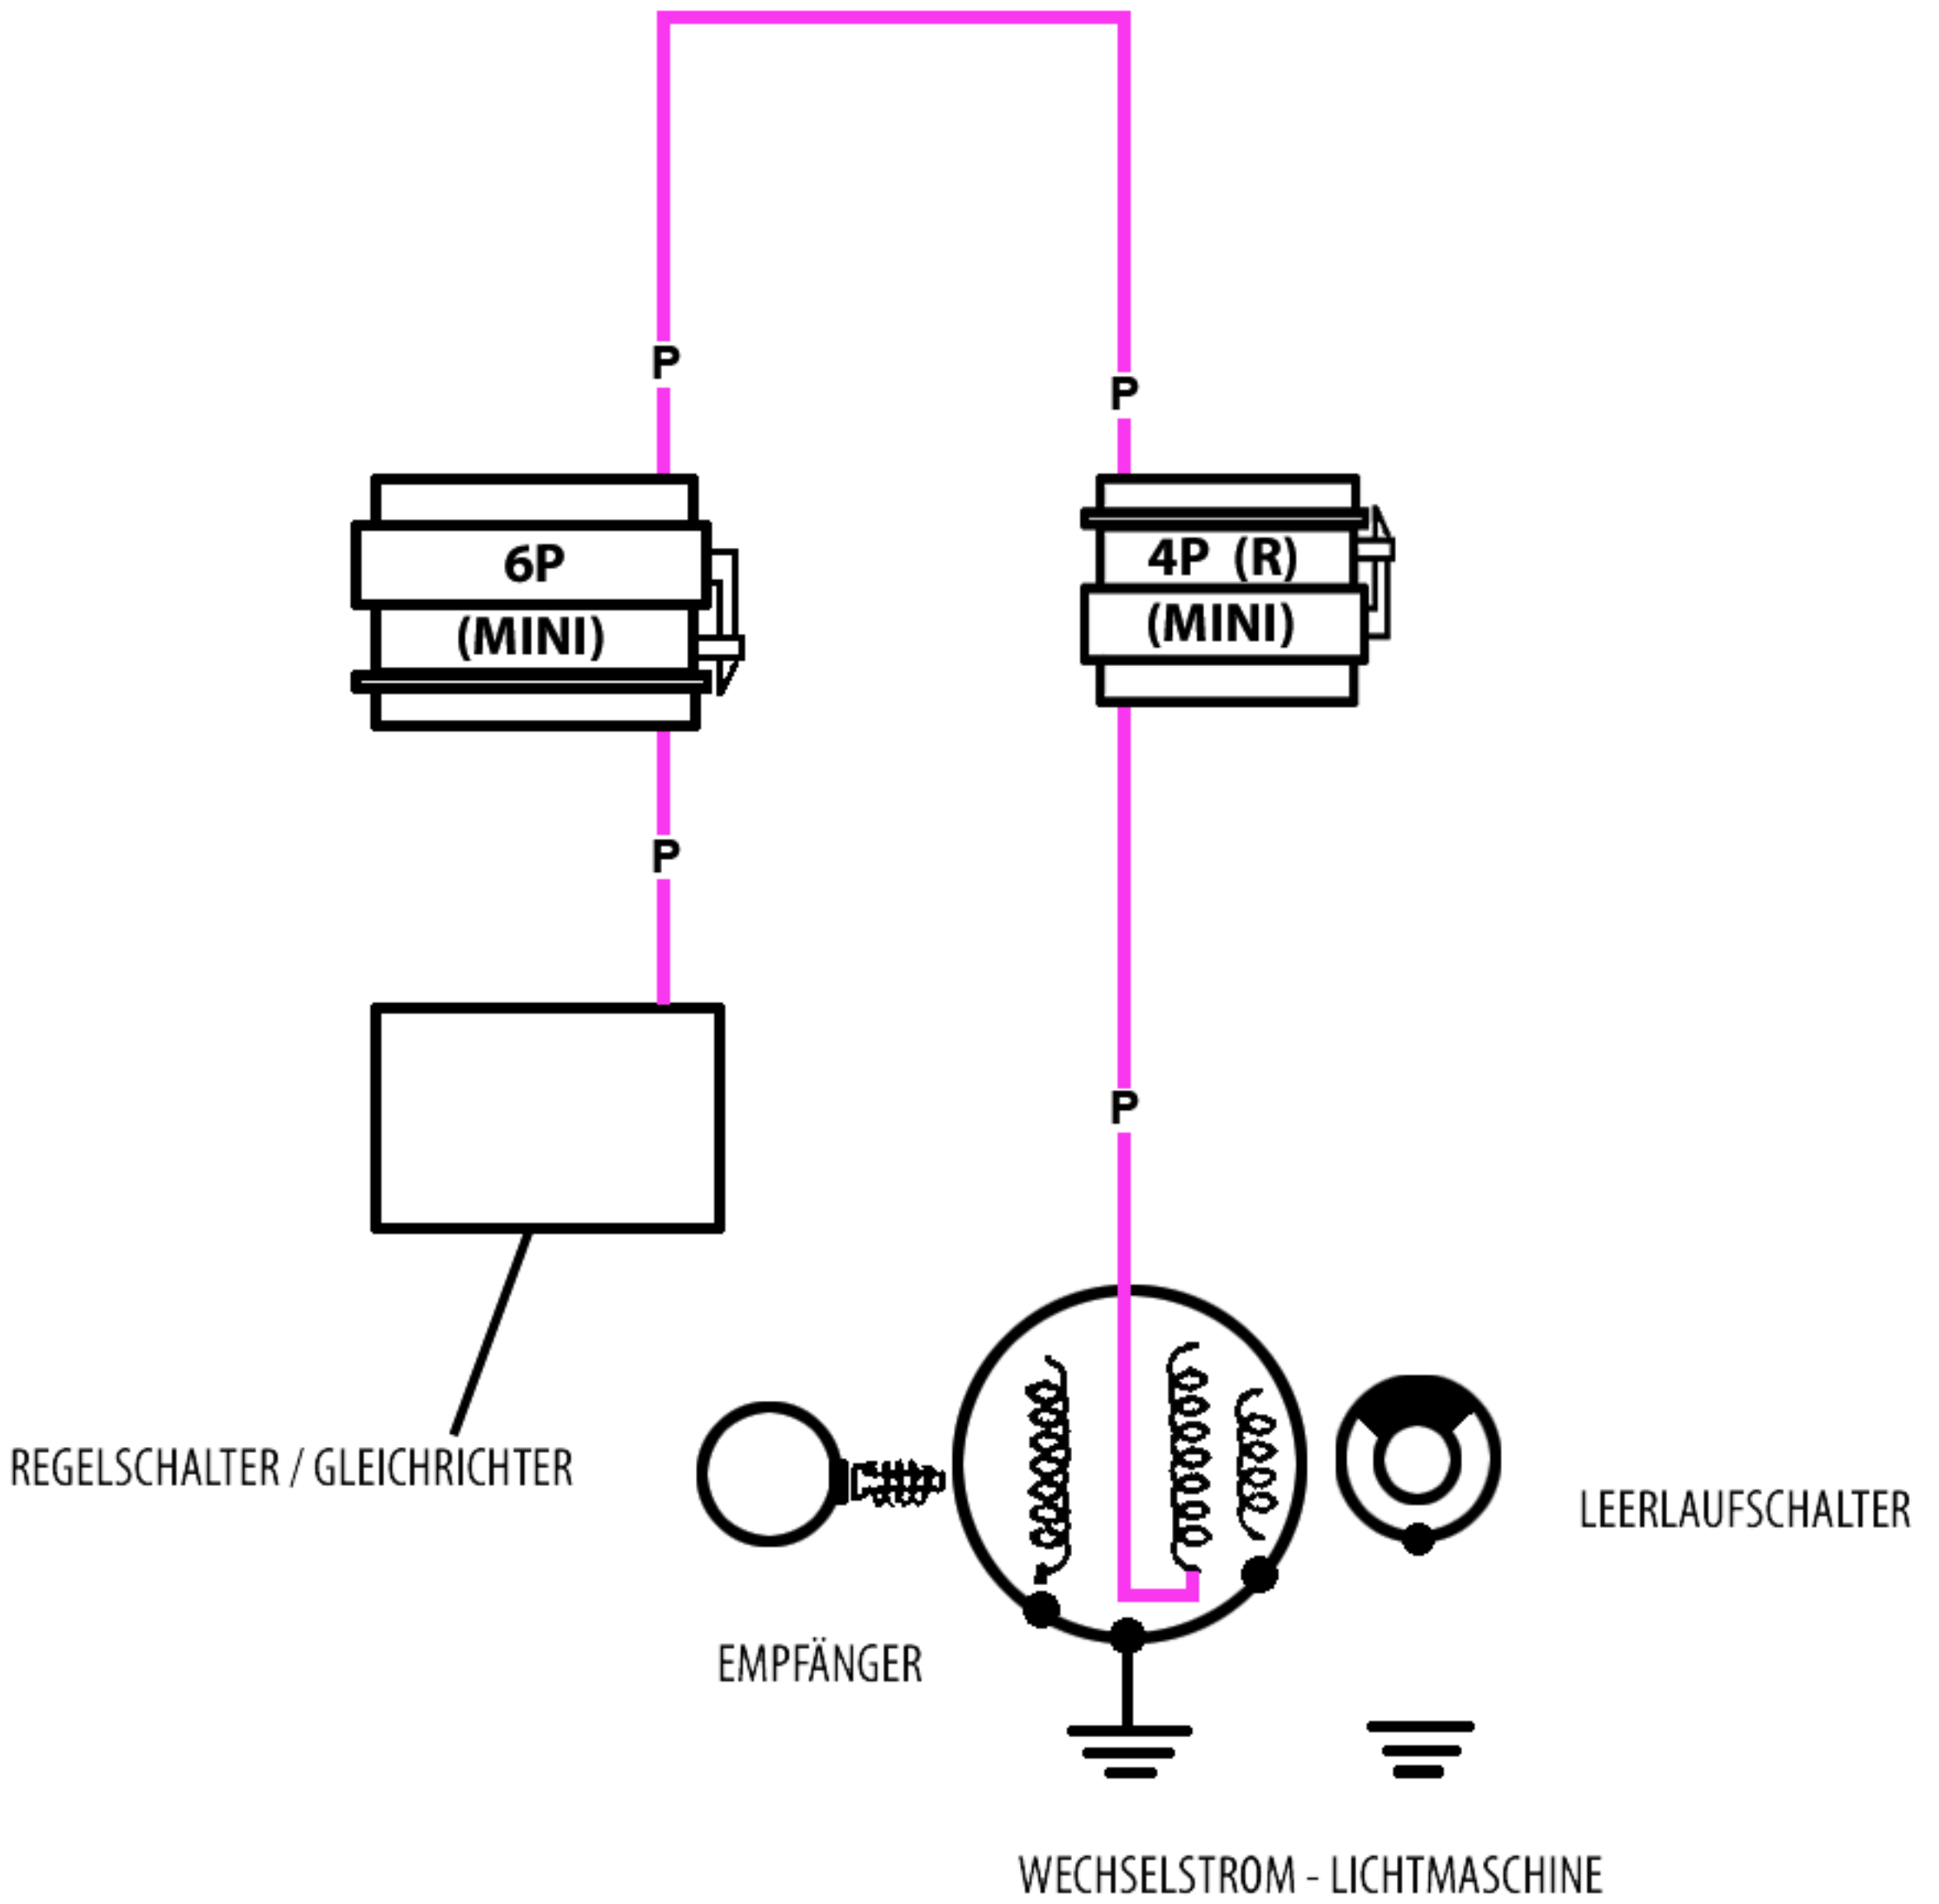 P
P
6P
(MINI)
4P (R)
(MINI)
P
P
REGELSCHALTER / GLEICHRICHTER
LEERLAUFSCHALTER
EMPFÄNGER
WECHSELSTROM - LICHTMASCHINE